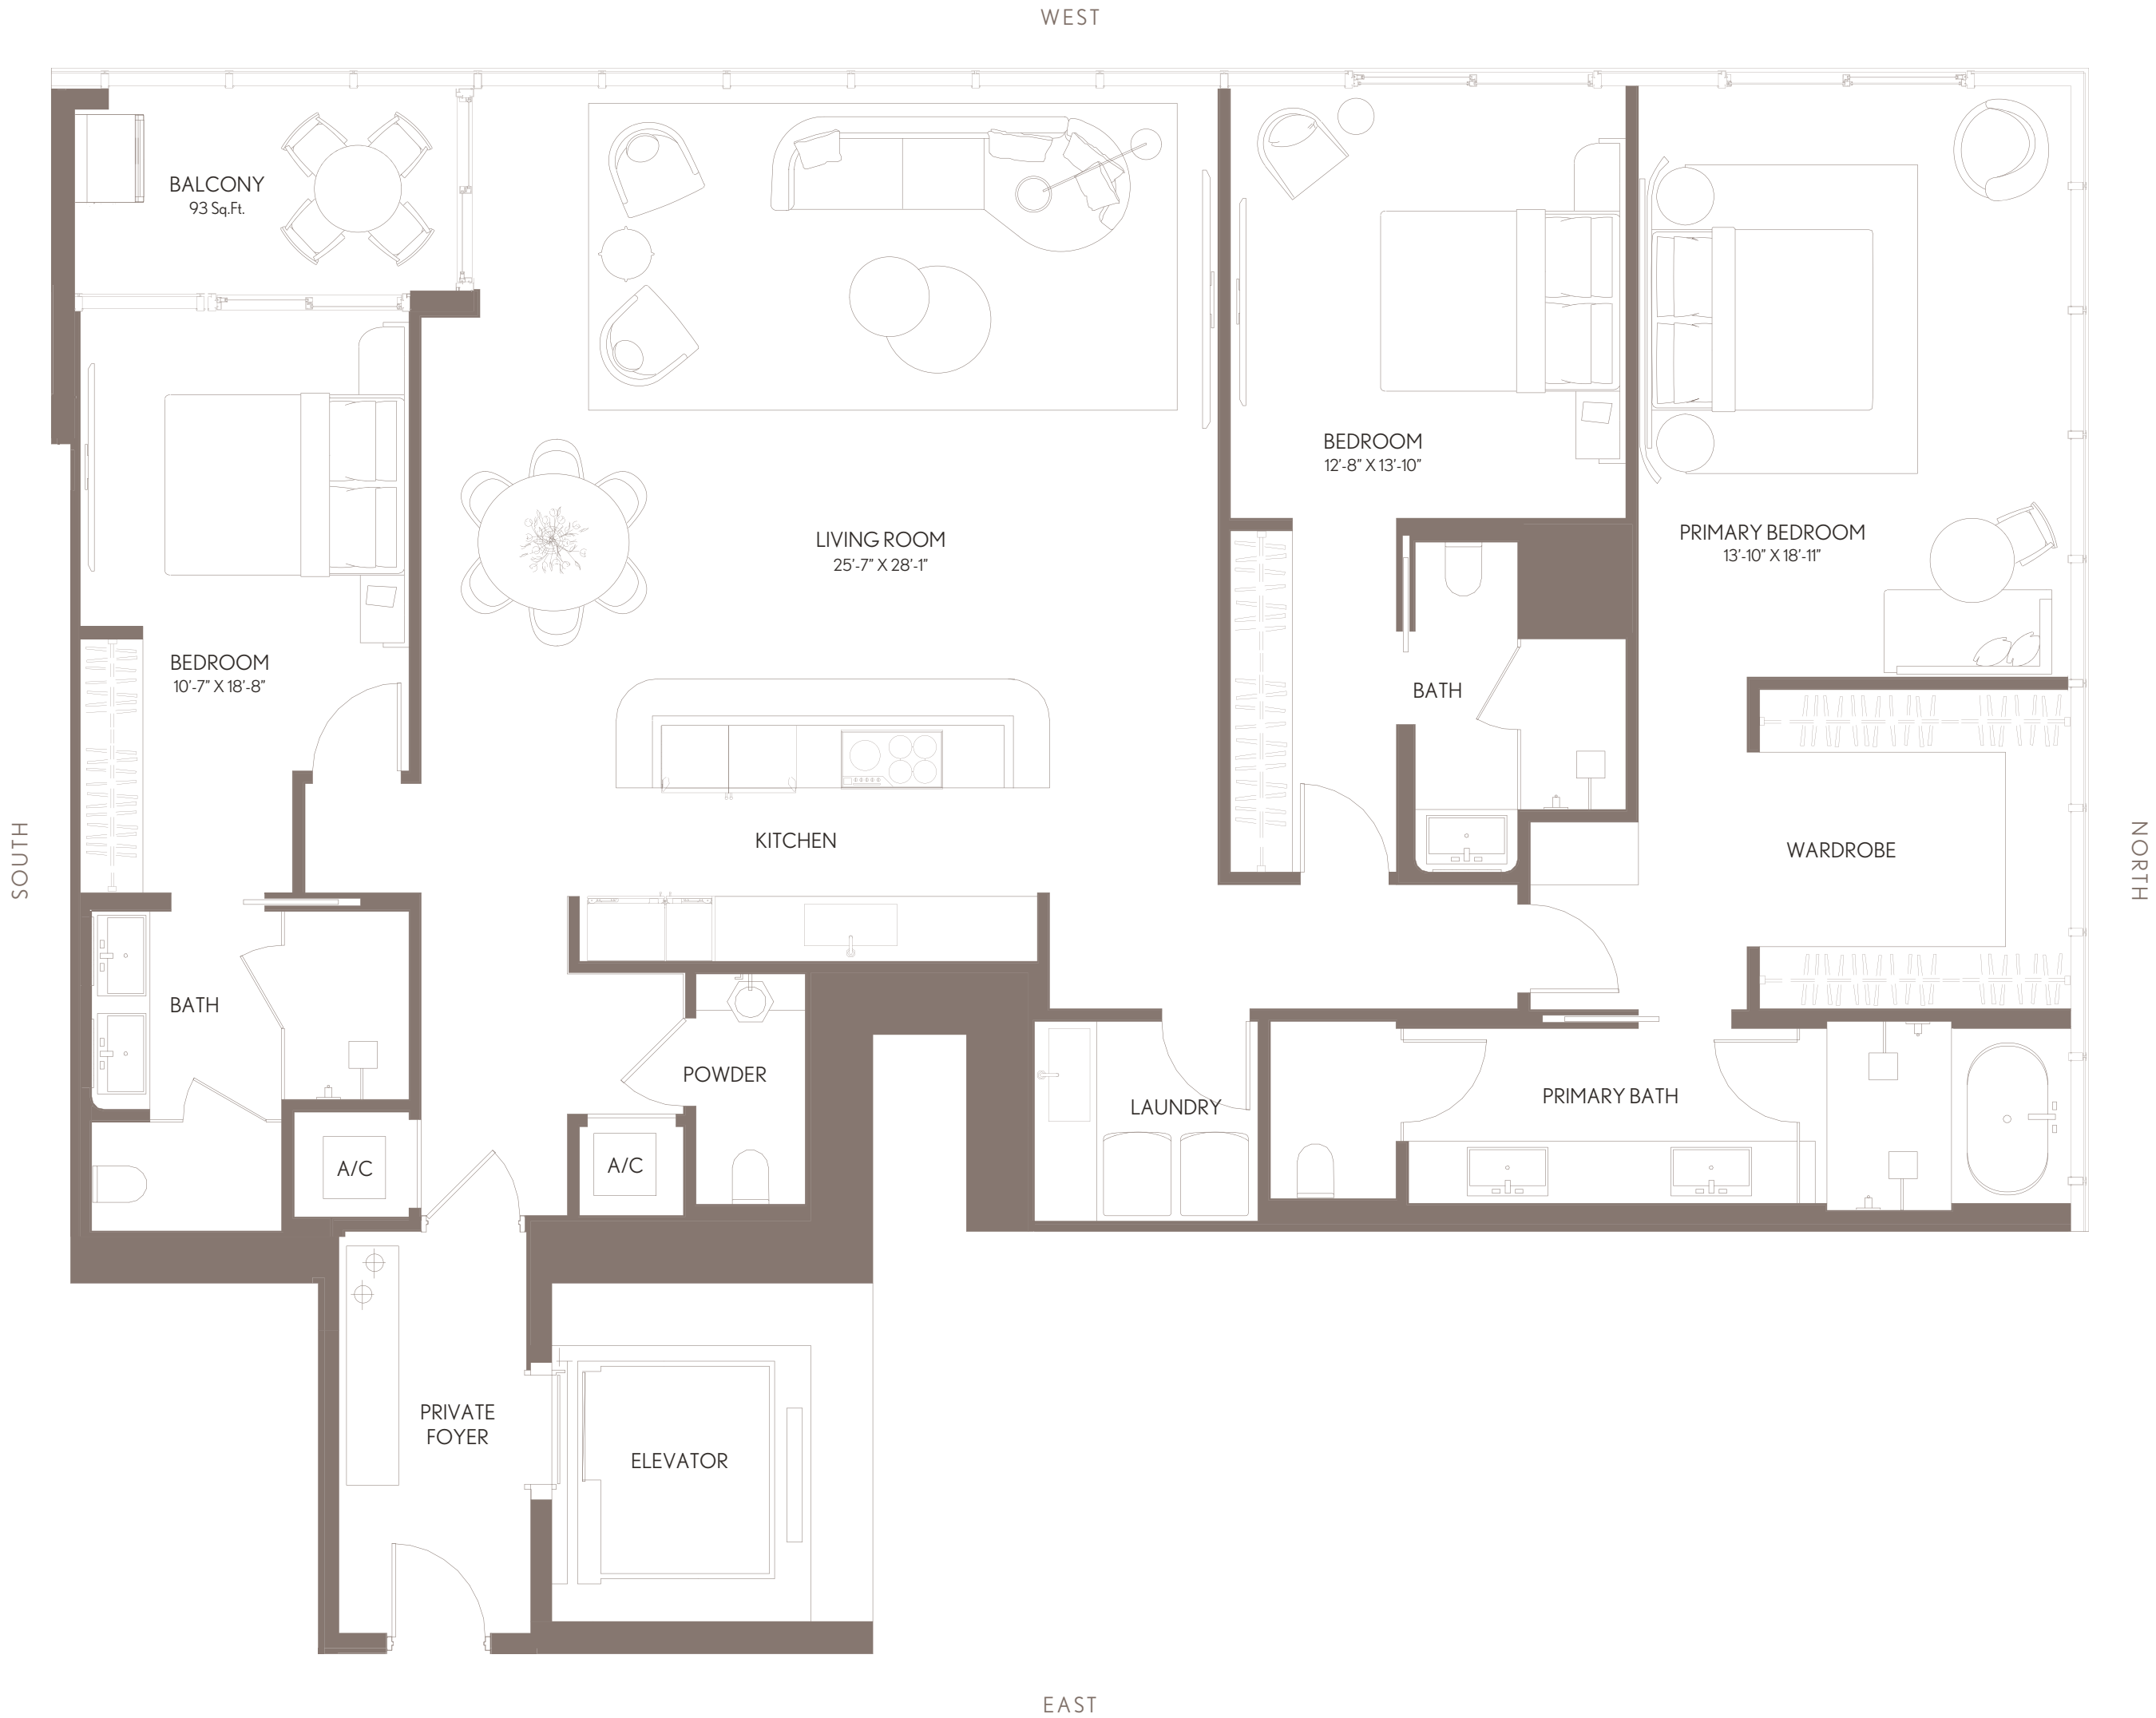 WEST
BALCONY
93 Sq.Ft.
BEDROOM
12'-8" X 13'-10"
LIVING ROOM
25'-7" X 28'-1"
PRIMARY BEDROOM
13'-10" X 18'-11"
BEDROOM
10'-7" X 18'-8"
BATH
KITCHEN
WARDROBE
SOUTH
NORTH
BATH
POWDER
LAUNDRY
PRIMARY BATH
A/C
A/C
PRIVATE
FOYER
ELEVATOR
EAST